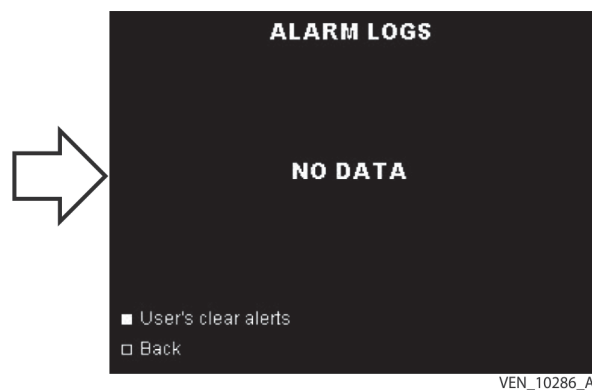 ALARM LOGS
NO DATA
User's clear alerts
Back
VEN_10286_A